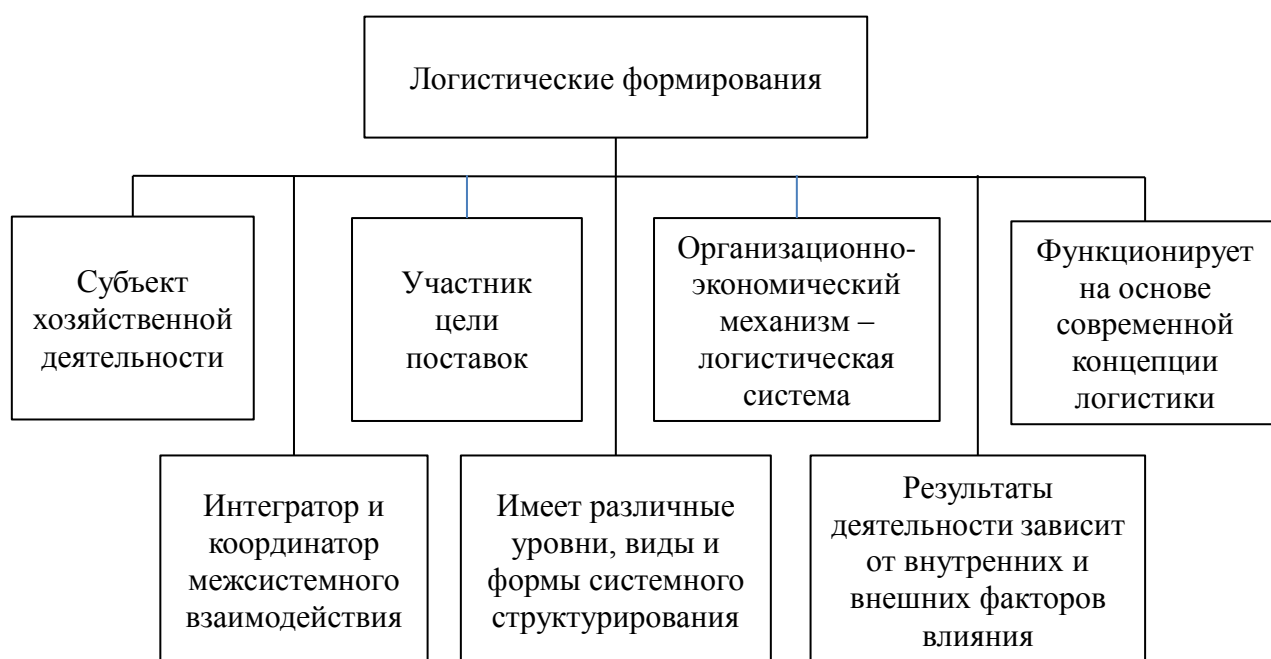 Логистические формирования
Субъект
хозяйственной
деятельности
Участник
цели
поставок
Организационно-
экономический
механизм –
логистическая
система
Функционирует
на основе
современной
концепции
логистики
Интегратор и
координатор
межсистемного
взаимодействия
Имеет различные
уровни, виды и
формы системного
структурирования
Результаты
деятельности зависит
от внутренних и
внешних факторов
влияния